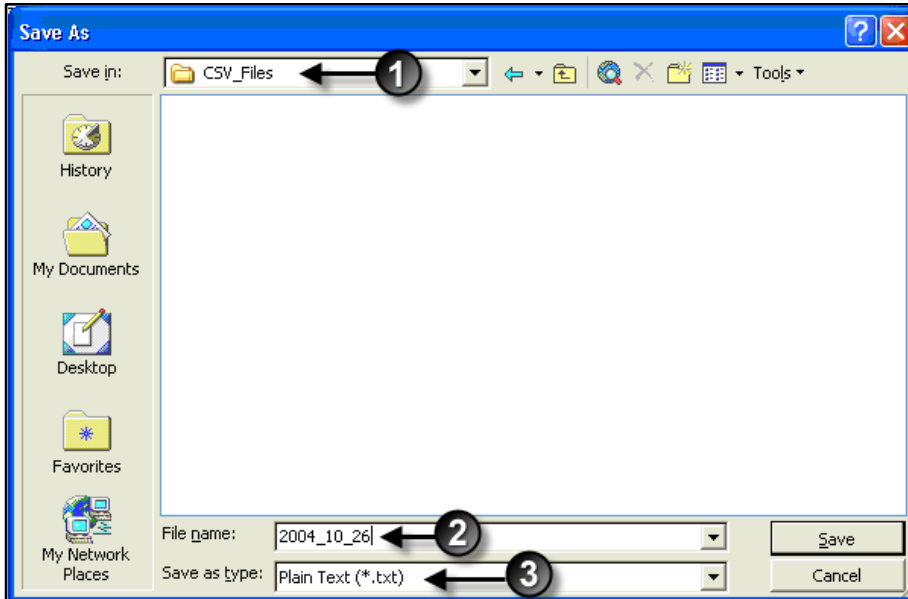 Save As
?
Save in:
CSV_Files
1
Tools
History
My Documents
Desktop
Favorites
My Network
Places
File name:
2004_10_26
2
Save
Save as type:
Plain Text (*.txt)
3
Cancel